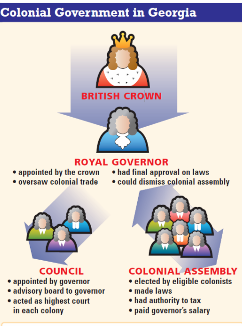 Colonial Government in Georgia
BRITISH CROWN
ROYAL GOVERNOR
• appointed by the crown
• oversaw colonial trade
• had final approval on laws
• could dismiss colonial assembly
COUNCIL
• appointed by governor
• advisory board to governor
• acted as highest court
in each colony
COLONIAL ASSEMBLY
• elected by eligible colonists
• made laws
• had authority to tax
• paid governor's salary